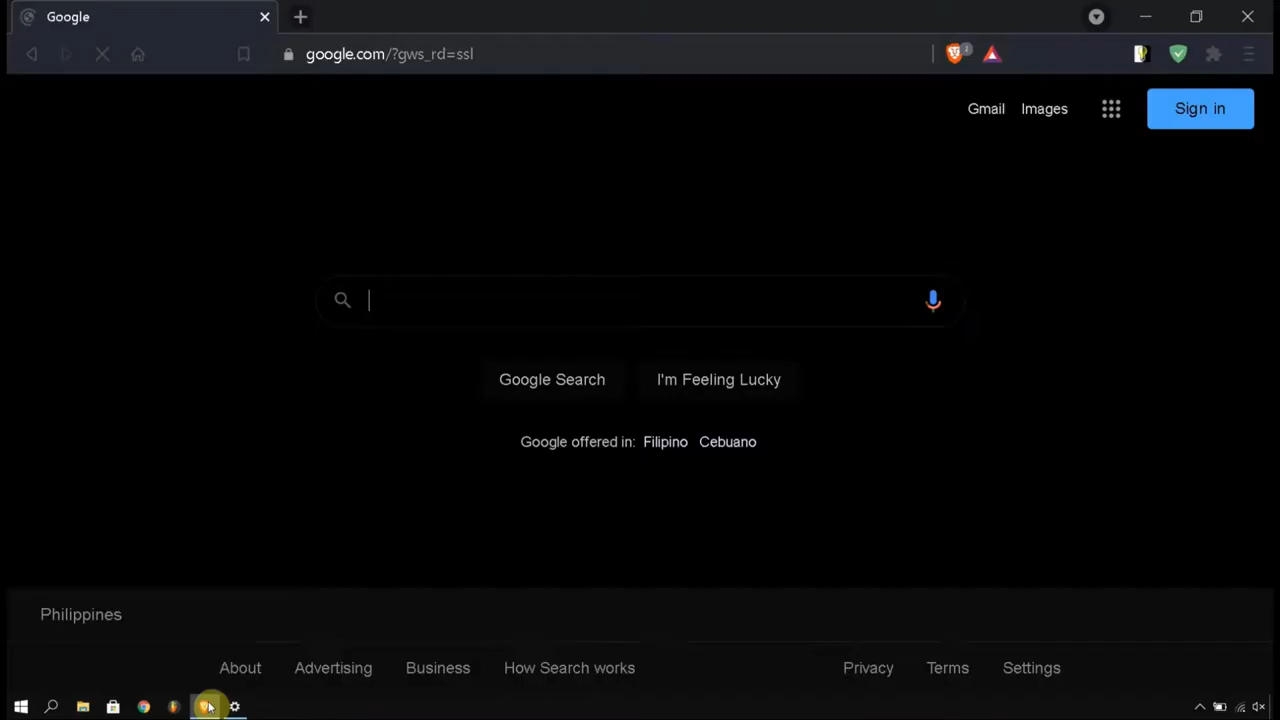 Google
google.com/?gws_rd=ssl
Gmail Images Sign in
Google Search I'm Feeling Lucky
Google offered in: Filipino Cebuano
Philippines
About Advertising Business How Search works Privacy Terms Settings